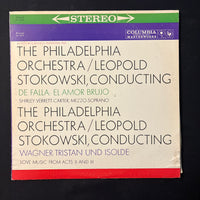 STEREO
COLUMBIA
MASTERWORKS
THE PHILADELPHIA
ORCHESTRA/LEOPOLD
STOKOWSKI, CONDUCTING
DE FALLA: EL AMOR BRUJO
SHIRLEY VERRETT-CARTER, MEZZO-SOPRANO
THE PHILADELPHIA
ORCHESTRA/LEOPOLD
STOKOWSKI, CONDUCTING
WAGNER: TRISTAN UND ISOLDE
LOVE MUSIC FROM ACTS II AND III